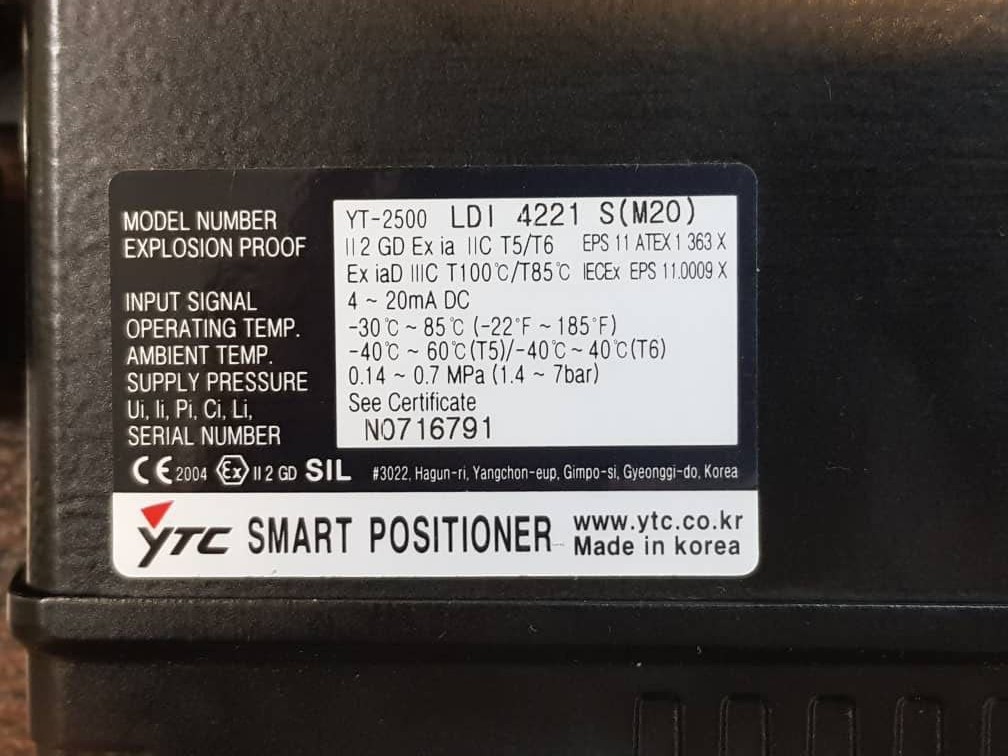 MODEL NUMBER YT-2500 LDI 4221 S(M20)
EXPLOSION PROOF II 2 GD Ex ia IIC T5/T6 EPS 11 ATEX 1 363 X
Ex iaD IIIC T100℃/T85℃ IECEx EPS 11.0009 X
INPUT SIGNAL 4 ~ 20mA DC
OPERATING TEMP. -30℃ ~ 85℃ (-22°F ~ 185°F)
AMBIENT TEMP. -40℃ ~ 60℃(T5)/-40℃ ~ 40℃(T6)
SUPPLY PRESSURE 0.14 ~ 0.7 MPa (1.4 ~ 7bar)
Ui, Ii, Pi, Ci, Li, See Certificate
SERIAL NUMBER N0716791
CE 2004 Ex II 2 GD SIL #3022, Hagun-ri, Yangchon-eup, Gimpo-si, Gyeonggi-do, Korea
YTC SMART POSITIONER www.ytc.co.kr
Made in korea